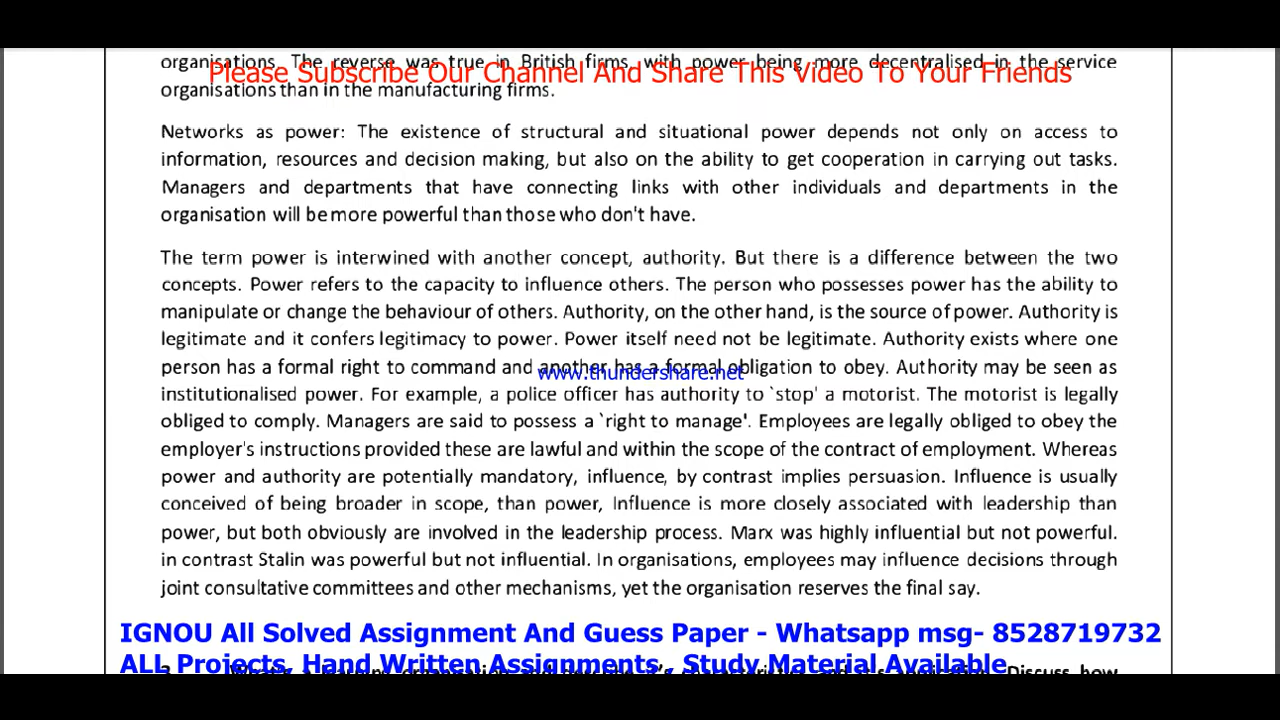 organisations. The reverse was true in British firms, with power being more decentralised in the service
Please Subscribe Our Channel And Share This Video To Your Friends
organisations than in the manufacturing firms.
Networks as power: The existence of structural and situational power depends not only on access to
information, resources and decision making, but also on the ability to get cooperation in carrying out tasks.
Managers and departments that have connecting links with other individuals and departments in the
organisation will be more powerful than those who don't have.
The term power is interwined with another concept, authority. But there is a difference between the two
concepts. Power refers to the capacity to influence others. The person who possesses power has the ability to
manipulate or change the behaviour of others. Authority, on the other hand, is the source of power. Authority is
legitimate and it confers legitimacy to power. Power itself need not be legitimate. Authority exists where one
person has a formal right to command and another has a formal obligation to obey. Authority may be seen as
www.thundershare.net
institutionalised power. For example, a police officer has authority to `stop' a motorist. The motorist is legally
obliged to comply. Managers are said to possess a `right to manage'. Employees are legally obliged to obey the
employer's instructions provided these are lawful and within the scope of the contract of employment. Whereas
power and authority are potentially mandatory, influence, by contrast implies persuasion. Influence is usually
conceived of being broader in scope, than power, Influence is more closely associated with leadership than
power, but both obviously are involved in the leadership process. Marx was highly influential but not powerful.
in contrast Stalin was powerful but not influential. In organisations, employees may influence decisions through
joint consultative committees and other mechanisms, yet the organisation reserves the final say.
IGNOU All Solved Assignment And Guess Paper - Whatsapp msg- 8528719732
ALL Projects, Hand Written Assignments, Study Material Available
Discuss how